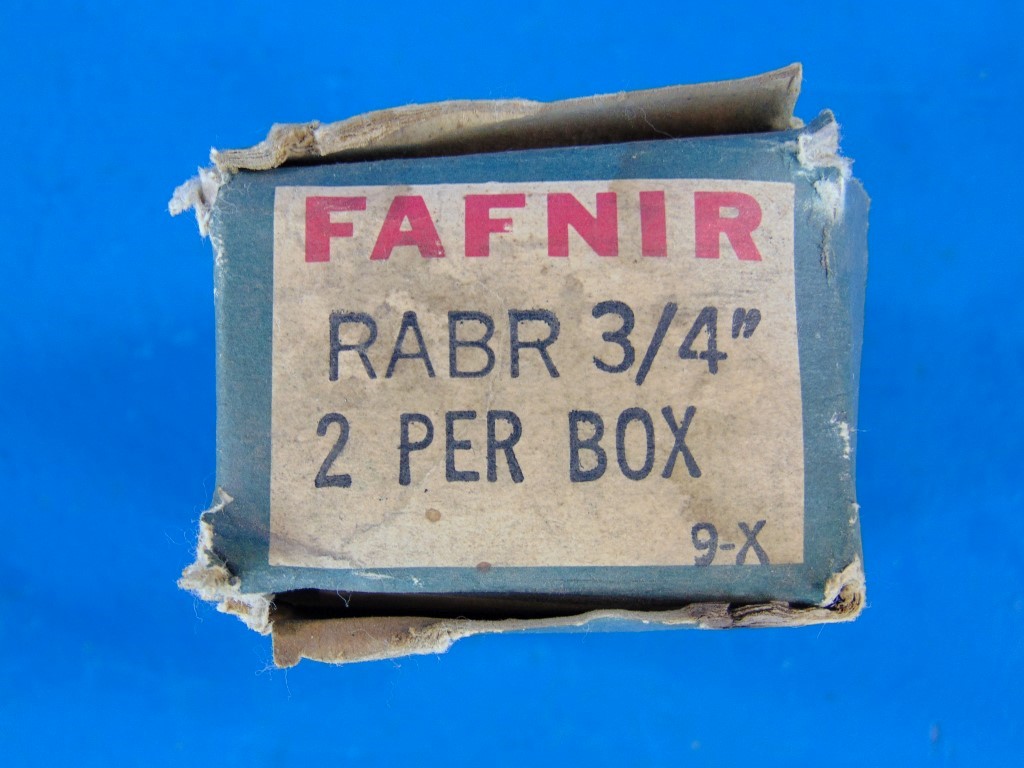 FAFNIR
RABR 3/4"
2 PER BOX
9-X